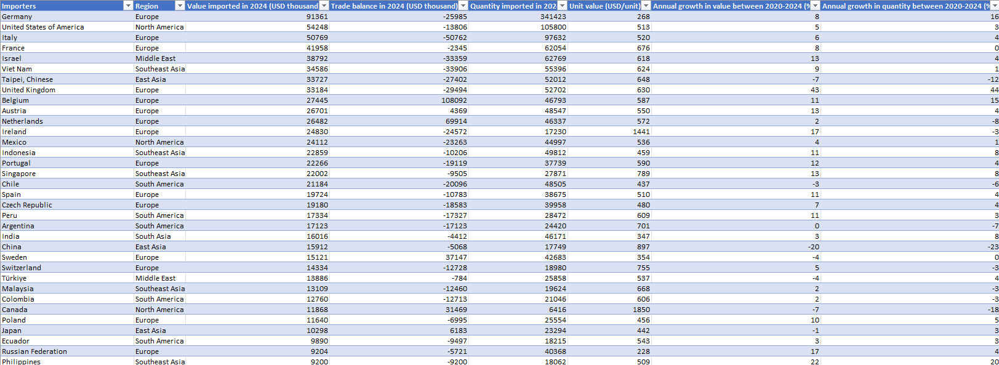 Importers Region Value imported in 2024 (USD thousand Trade balance in 2024 (USD thousand) Quantity imported in 202 Unit value (USD/unit) Annual growth in value between 2020-2024 (% Annual growth in quantity between 2020-2024 (%
Germany Europe 91361 -25985 341423 268 8 16
United States of America North America 54248 -13806 105800 513 5 3
Italy Europe 50769 -50762 97632 520 6 4
France Europe 41958 -2345 62054 676 8 0
Israel Middle East 38792 -33359 62769 618 13 4
Viet Nam Southeast Asia 34586 -33906 55396 624 9 1
Taipei, Chinese East Asia 33727 -27402 52012 648 -7 -12
United Kingdom Europe 33184 -29494 52702 630 43 44
Belgium Europe 27445 108092 46793 587 11 15
Austria Europe 26701 4369 48547 550 13 4
Netherlands Europe 26482 69914 46337 572 2 -8
Ireland Europe 24830 -24572 17230 1441 17 -3
Mexico North America 24112 -23263 44997 536 4 1
Indonesia Southeast Asia 22859 -10206 49812 459 11 8
Portugal Europe 22266 -19119 37739 590 12 4
Singapore Southeast Asia 22002 -9505 27871 789 13 8
Chile South America 21184 -20096 48505 437 -3 -6
Spain Europe 19724 -10783 38675 510 11 4
Czech Republic Europe 19180 -18583 39958 480 7 4
Peru South America 17334 -17327 28472 609 11 3
Argentina South America 17123 -17123 24420 701 0 -7
India South Asia 16016 -4412 46171 347 3 8
China East Asia 15912 -5068 17749 897 -20 -23
Sweden Europe 15121 37147 42683 354 -4 0
Switzerland Europe 14334 -12728 18980 755 5 -3
Türkiye Middle East 13886 -784 25858 537 -4 4
Malaysia Southeast Asia 13109 -12460 19624 668 2 -3
Colombia South America 12760 -12713 21046 606 2 -3
Canada North America 11868 31469 6416 1850 -7 -18
Poland Europe 11640 -6995 25554 456 10 5
Japan East Asia 10298 6183 23294 442 -1 3
Ecuador South America 9890 -9497 18215 543 3 3
Russian Federation Europe 9204 -5721 40368 228 17 4
Philippines Southeast Asia 9200 -9200 18062 509 22 20